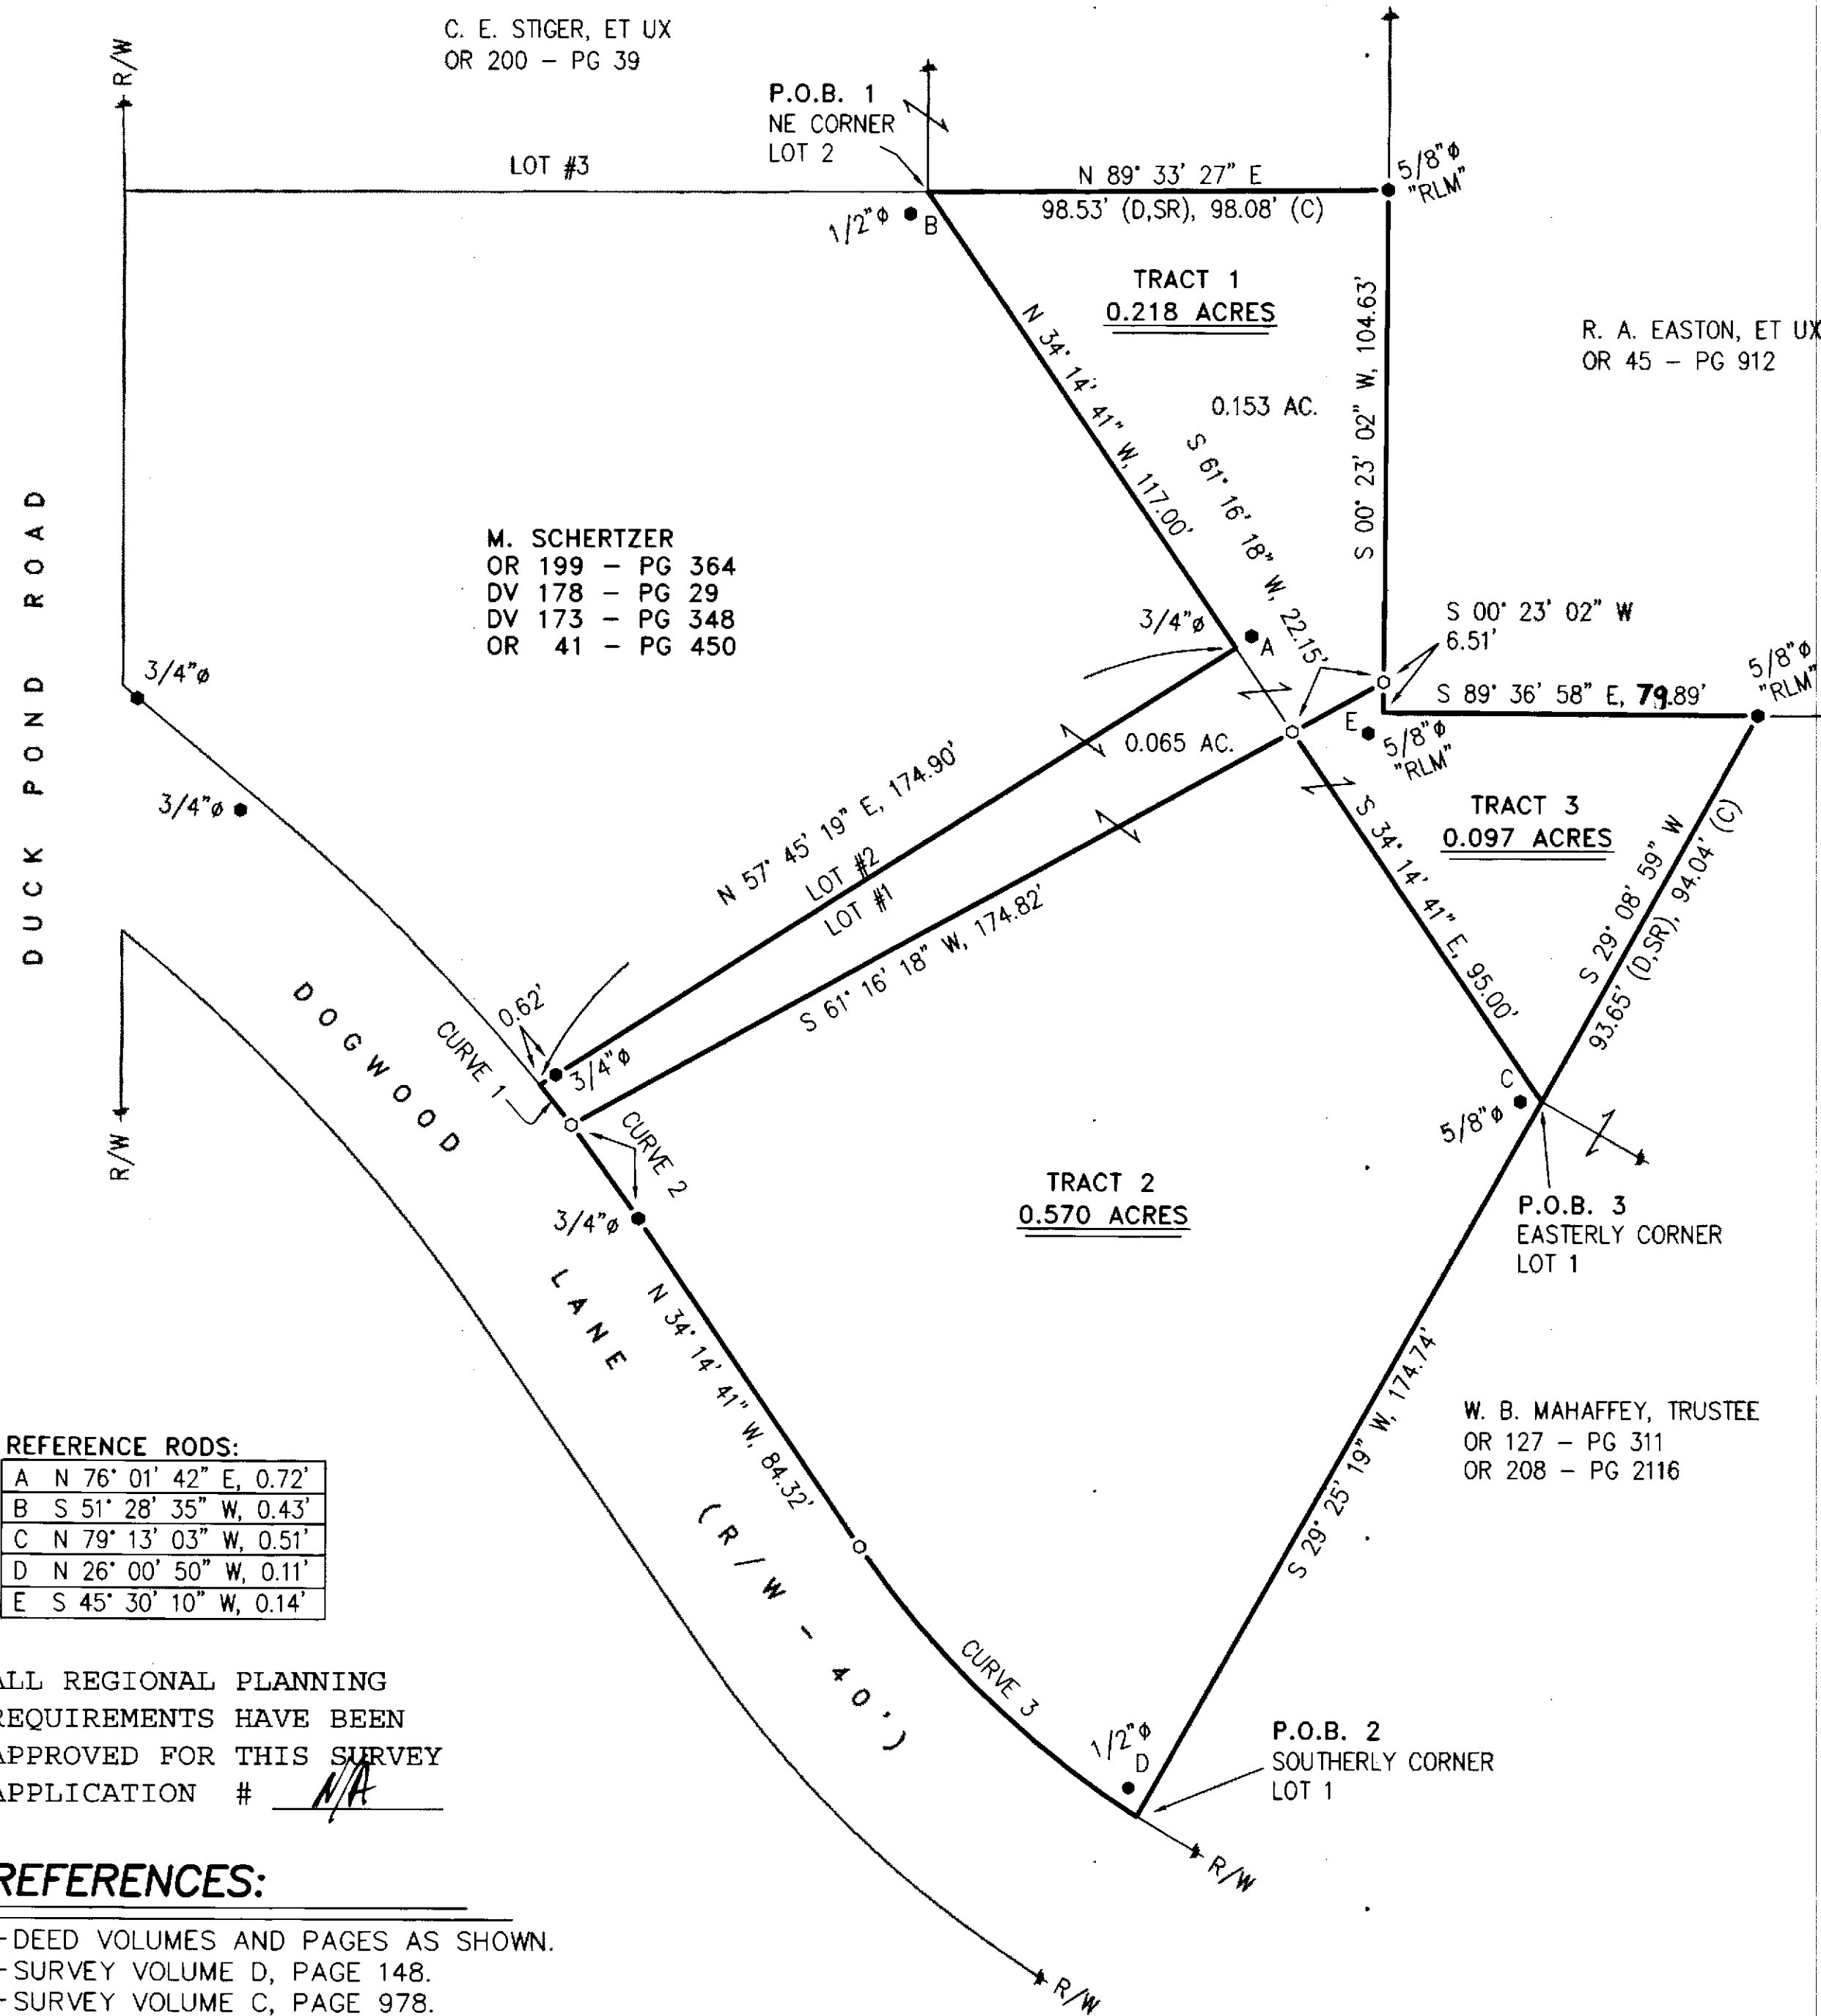 C. E. STIGER, ET UX
OR 200 – PG 39
R/W
P.O.B. 1
NE CORNER
LOT 2
LOT #3
N 89° 33' 27" E
98.53' (D,SR), 98.08' (C)
5/8"ø
"RLM"
1/2"ø
B
TRACT 1
0.218 ACRES
N 34° 14' 41" W, 117.00'
S 00° 23' 02" W, 104.63'
R. A. EASTON, ET UX
OR 45 – PG 912
0.153 AC.
S 61° 16' 18" W, 22.15'
DUCK POND ROAD
M. SCHERTZER
OR 199 – PG 364
DV 178 – PG 29
DV 173 – PG 348
OR 41 – PG 450
3/4"ø
A
S 00° 23' 02" W
6.51'
3/4"ø
5/8"ø
"RLM"
S 89° 36' 58" E, 79.89'
E
5/8"ø
"RLM"
0.065 AC.
3/4"ø
N 57° 45' 19" E, 174.90'
LOT #2
LOT #1
S 61° 16' 18" W, 174.82'
TRACT 3
0.097 ACRES
S 34° 14' 41" E, 95.00'
S 29° 08' 59" W
93.65' (D,SR), 94.04' (C)
DOGWOOD LANE (R/W – 40')
0.62'
CURVE 1
3/4"ø
CURVE 2
C
5/8"ø
R/W
3/4"ø
TRACT 2
0.570 ACRES
P.O.B. 3
EASTERLY CORNER
LOT 1
N 34° 14' 41" W, 84.32'
S 29° 25' 19" W, 174.74'
W. B. MAHAFFEY, TRUSTEE
OR 127 – PG 311
OR 208 – PG 2116
REFERENCE RODS:
A N 76° 01' 42" E, 0.72'
B S 51° 28' 35" W, 0.43'
C N 79° 13' 03" W, 0.51'
D N 26° 00' 50" W, 0.11'
E S 45° 30' 10" W, 0.14'
CURVE 3
1/2"ø
D
P.O.B. 2
SOUTHERLY CORNER
LOT 1
R/W
R/W
ALL REGIONAL PLANNING
REQUIREMENTS HAVE BEEN
APPROVED FOR THIS SURVEY
APPLICATION # N/A
REFERENCES:
-DEED VOLUMES AND PAGES AS SHOWN.
-SURVEY VOLUME D, PAGE 148.
-SURVEY VOLUME C, PAGE 978.